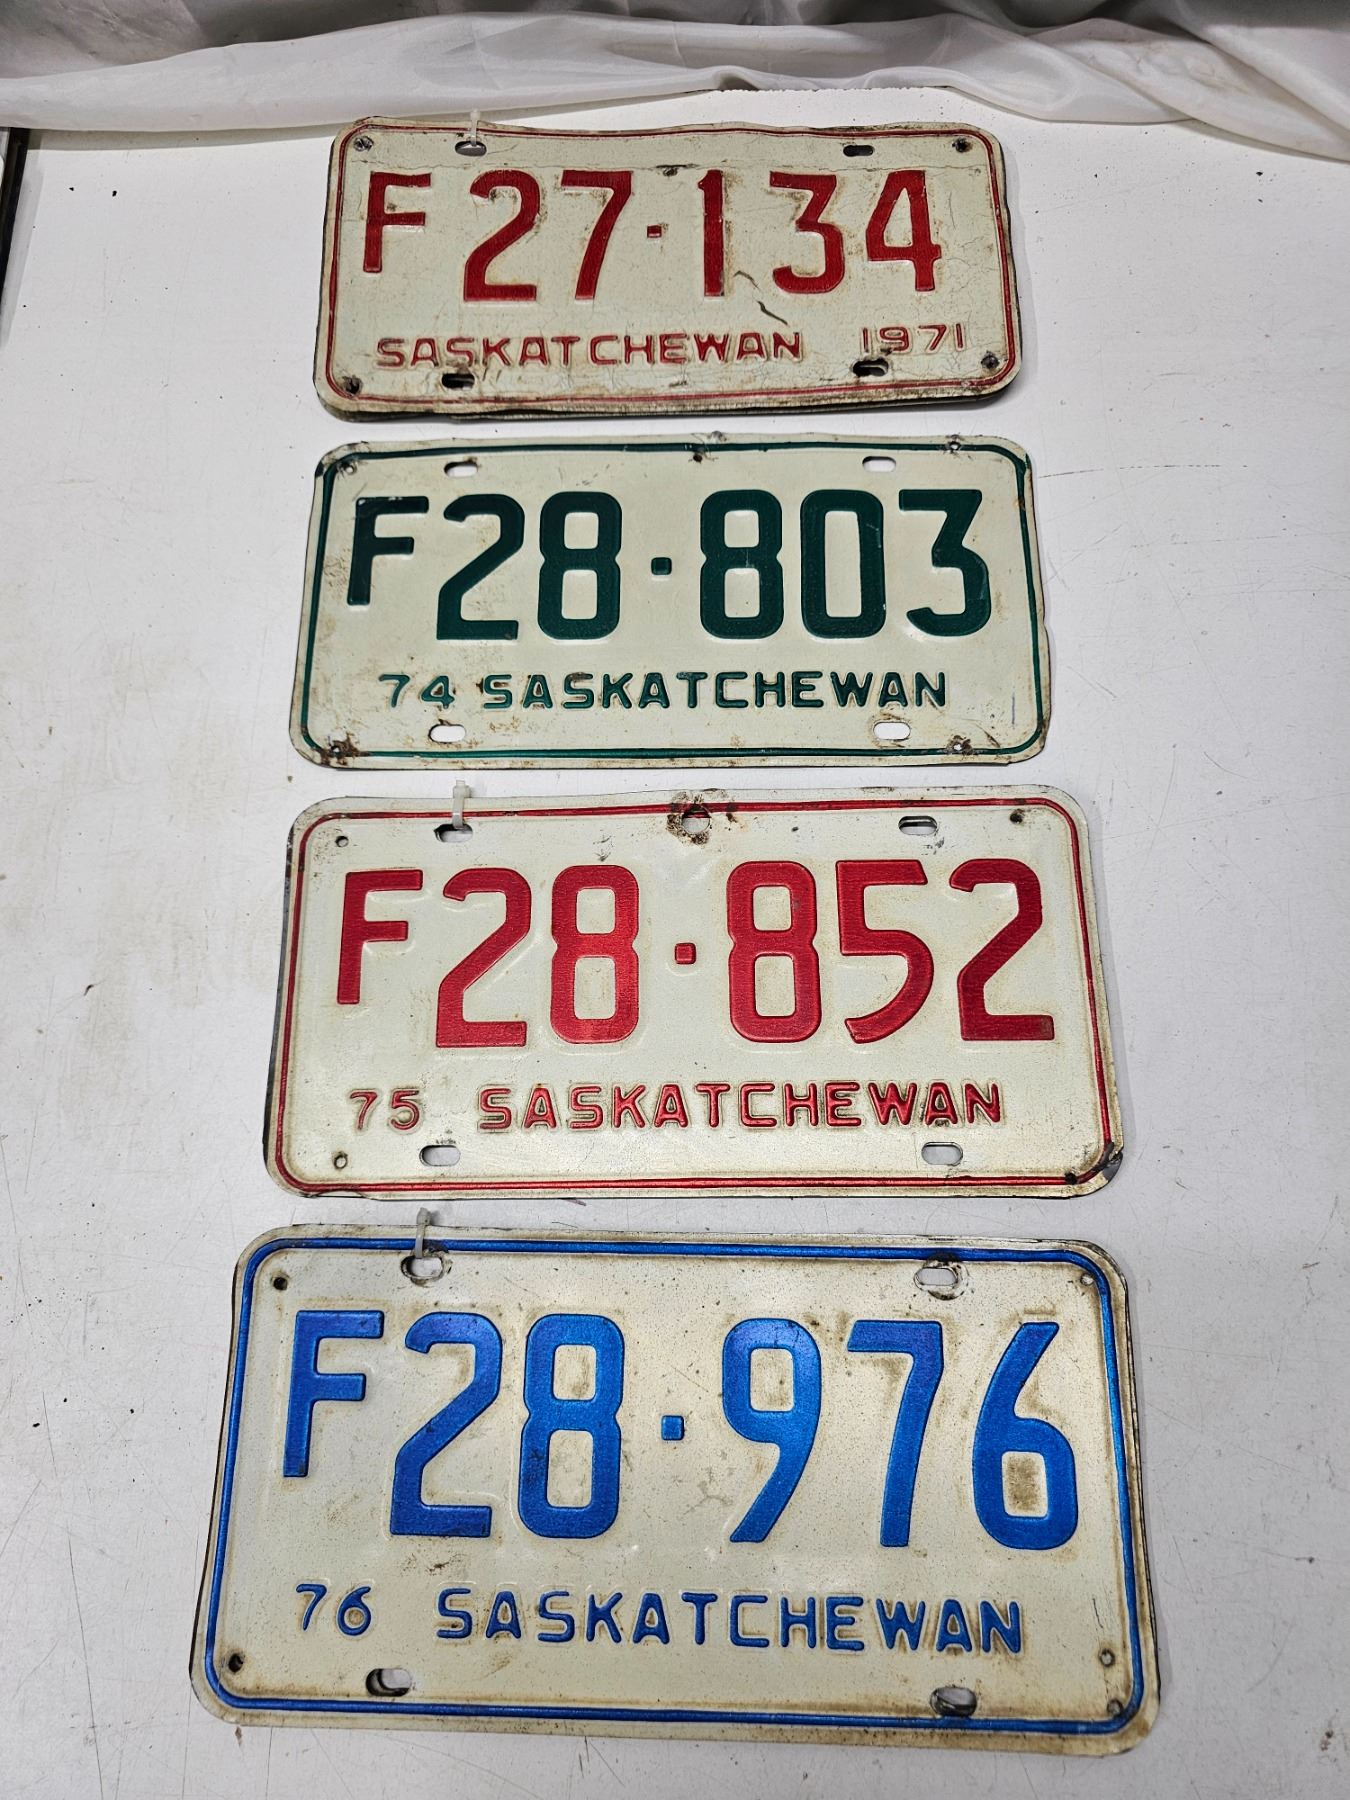 F27·134
SASKATCHEWAN 1971
F28·803
74 SASKATCHEWAN
F28·852
75 SASKATCHEWAN
F28·976
76 SASKATCHEWAN